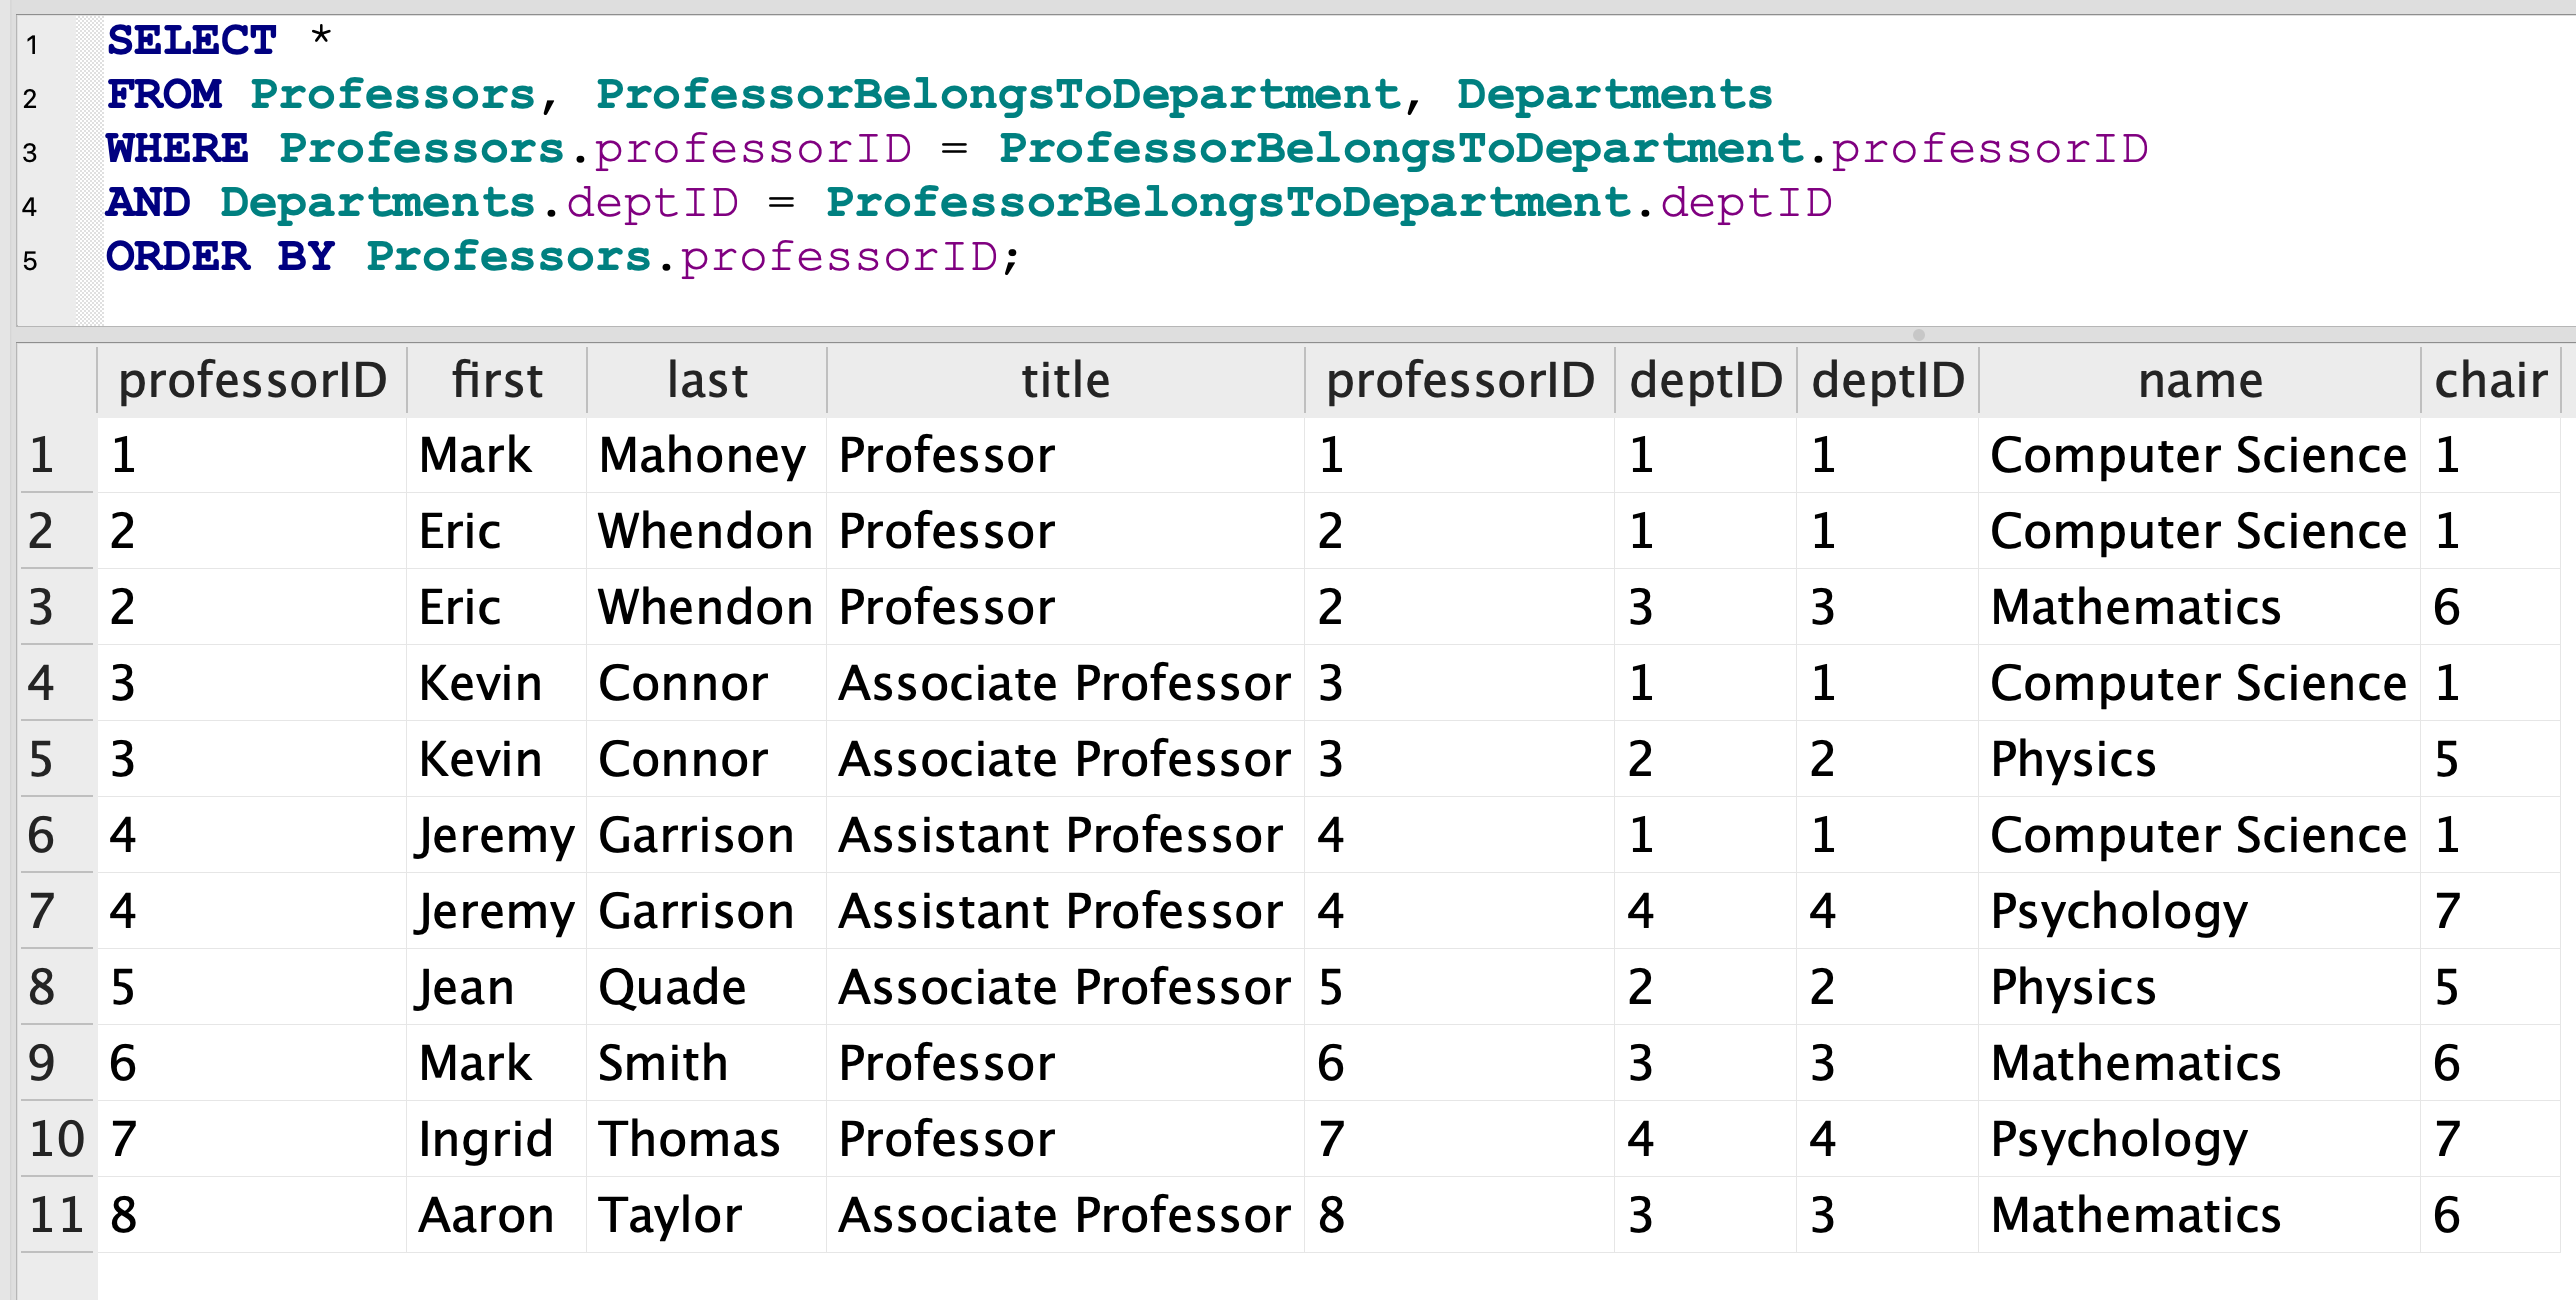 1 SELECT *
2 FROM Professors, ProfessorBelongsToDepartment, Departments
3 WHERE Professors.professorID = ProfessorBelongsToDepartment.professorID
4 AND Departments.deptID = ProfessorBelongsToDepartment.deptID
5 ORDER BY Professors.professorID;
professorID first last title professorID deptID deptID name chair
1 1 Mark Mahoney Professor 1 1 1 Computer Science 1
2 2 Eric Whendon Professor 2 1 1 Computer Science 1
3 2 Eric Whendon Professor 2 3 3 Mathematics 6
4 3 Kevin Connor Associate Professor 3 1 1 Computer Science 1
5 3 Kevin Connor Associate Professor 3 2 2 Physics 5
6 4 Jeremy Garrison Assistant Professor 4 1 1 Computer Science 1
7 4 Jeremy Garrison Assistant Professor 4 4 4 Psychology 7
8 5 Jean Quade Associate Professor 5 2 2 Physics 5
9 6 Mark Smith Professor 6 3 3 Mathematics 6
10 7 Ingrid Thomas Professor 7 4 4 Psychology 7
11 8 Aaron Taylor Associate Professor 8 3 3 Mathematics 6